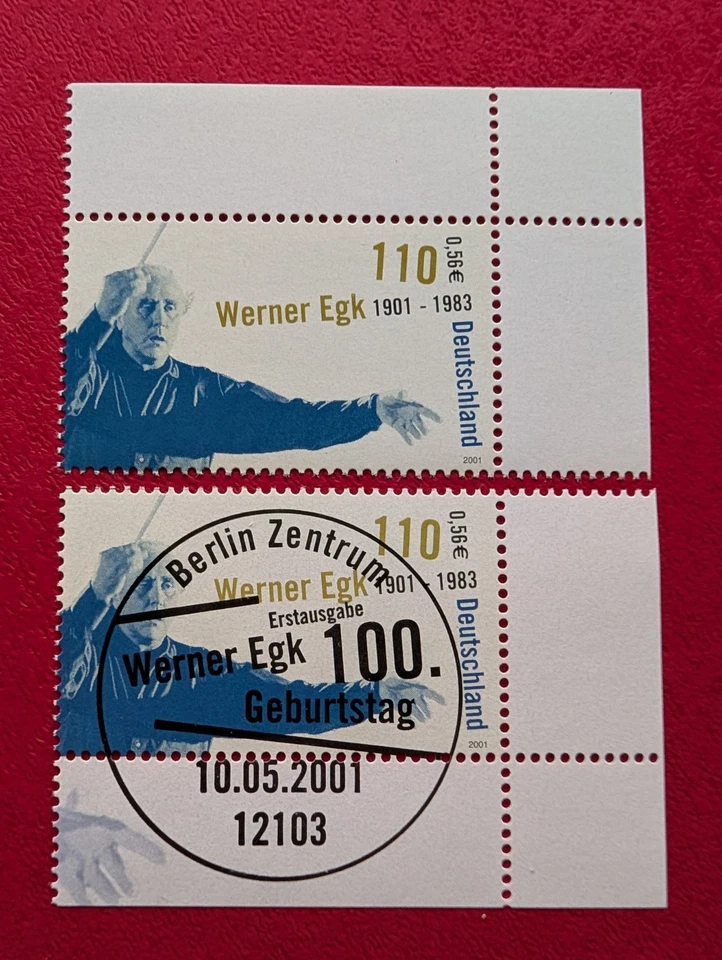 110
0,56€
Werner Egk 1901 - 1983
Deutschland
2001
110
0,56€
Werner Egk 1901 - 1983
Deutschland
2001
Berlin Zentrum
Erstausgabe
Werner Egk 100.
Geburtstag
10.05.2001
12103